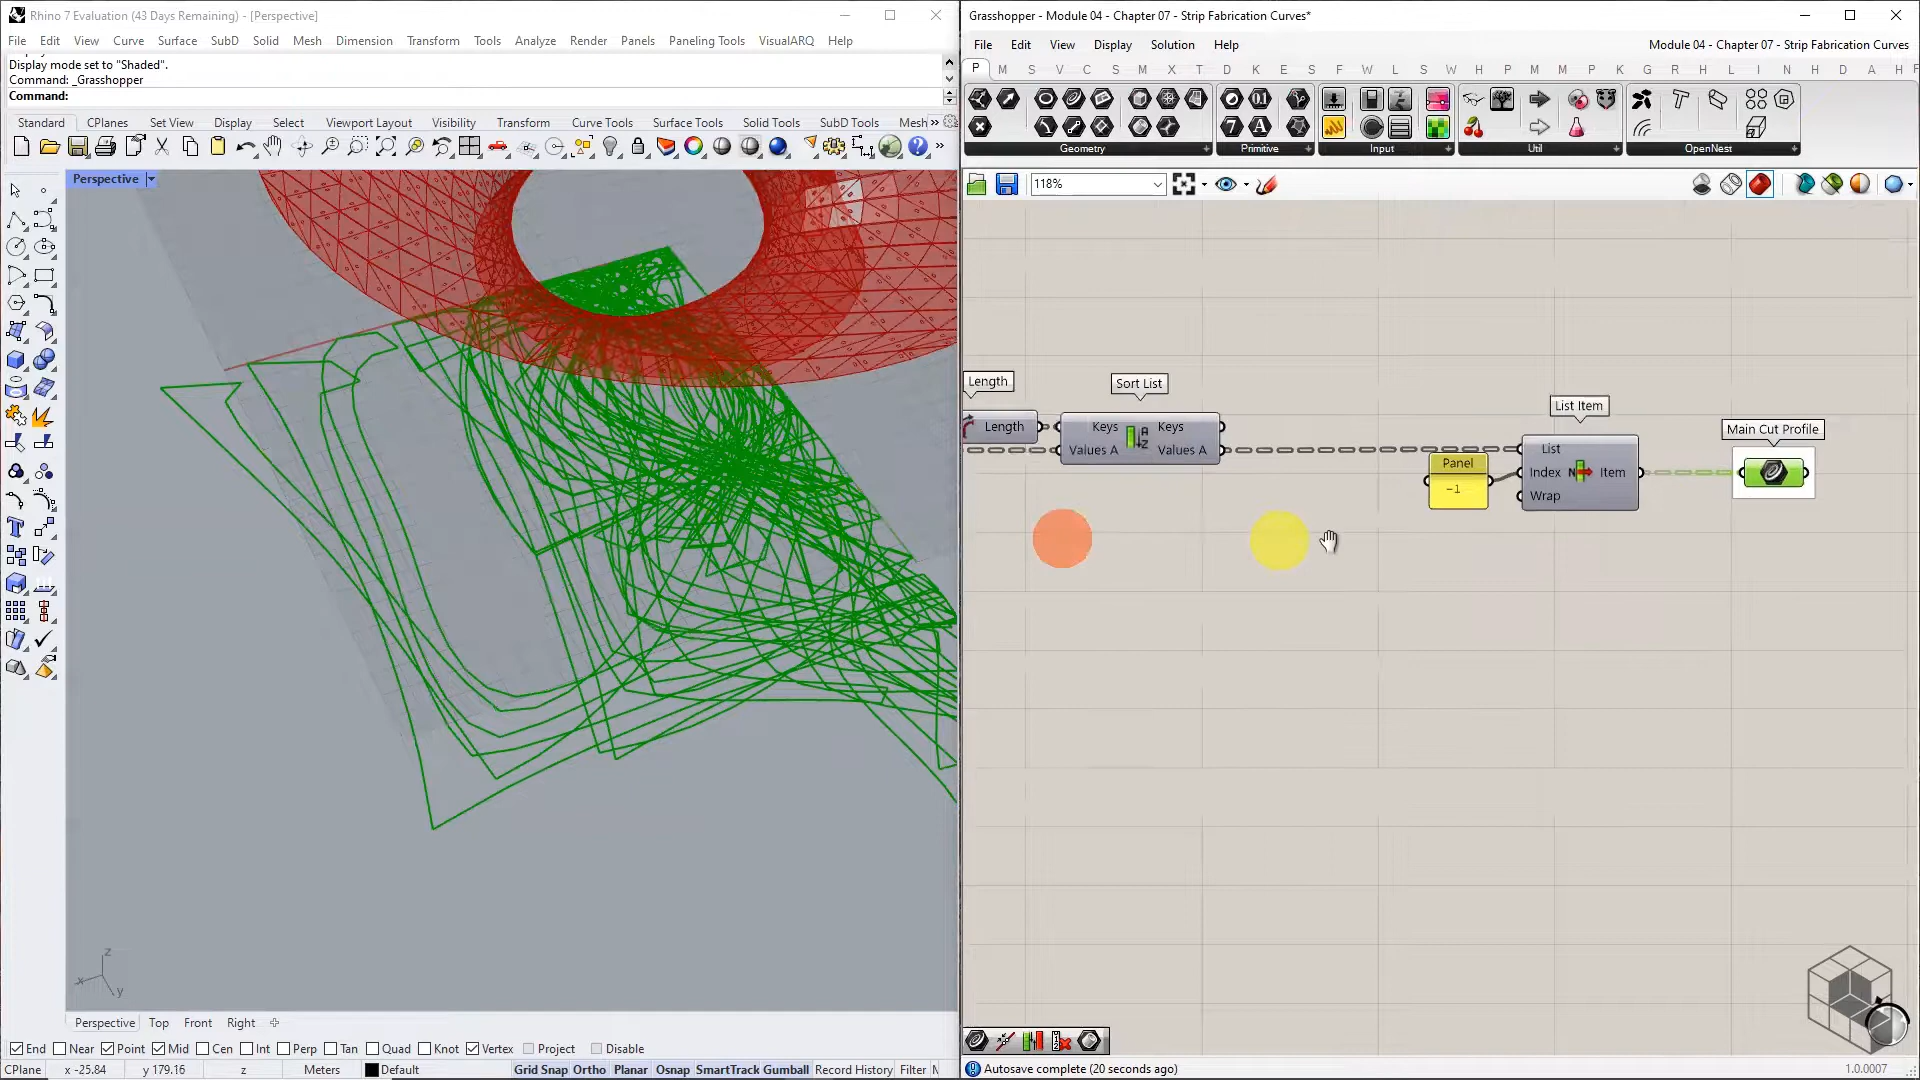 Rhino 7 Evaluation (43 Days Remaining) - [Perspective]
File Edit View Curve Surface SubD Solid Mesh Dimension Transform Tools Analyze Render Panels Paneling Tools VisualARQ Help
Display mode set to "Shaded".
Command: _Grasshopper
Command:
Standard CPlanes Set View Display Select Viewport Layout Visibility Transform Curve Tools Surface Tools Solid Tools SubD Tools Mesh
Perspective
z
x
y
Perspective Top Front Right
End Near Point Mid Cen Int Perp Tan Quad Knot Vertex Project Disable
CPlane x -25.84 y 179.16 z Meters Default Grid Snap Ortho Planar Osnap SmartTrack Gumball Record History Filter
Grasshopper - Module 04 - Chapter 07 - Strip Fabrication Curves*
File Edit View Display Solution Help
Module 04 - Chapter 07 - Strip Fabrication Curves
P M S V C S M X T D K E S F W L S W H P M M P K G R H L I N H D A H F
Geometry Primitive Input Util OpenNest
118%
Length
Length
Sort List
Keys Keys
Values A Values A
Panel
-1
List Item
List
Index Item
Wrap
Main Cut Profile
Autosave complete (20 seconds ago)
1.0.0007